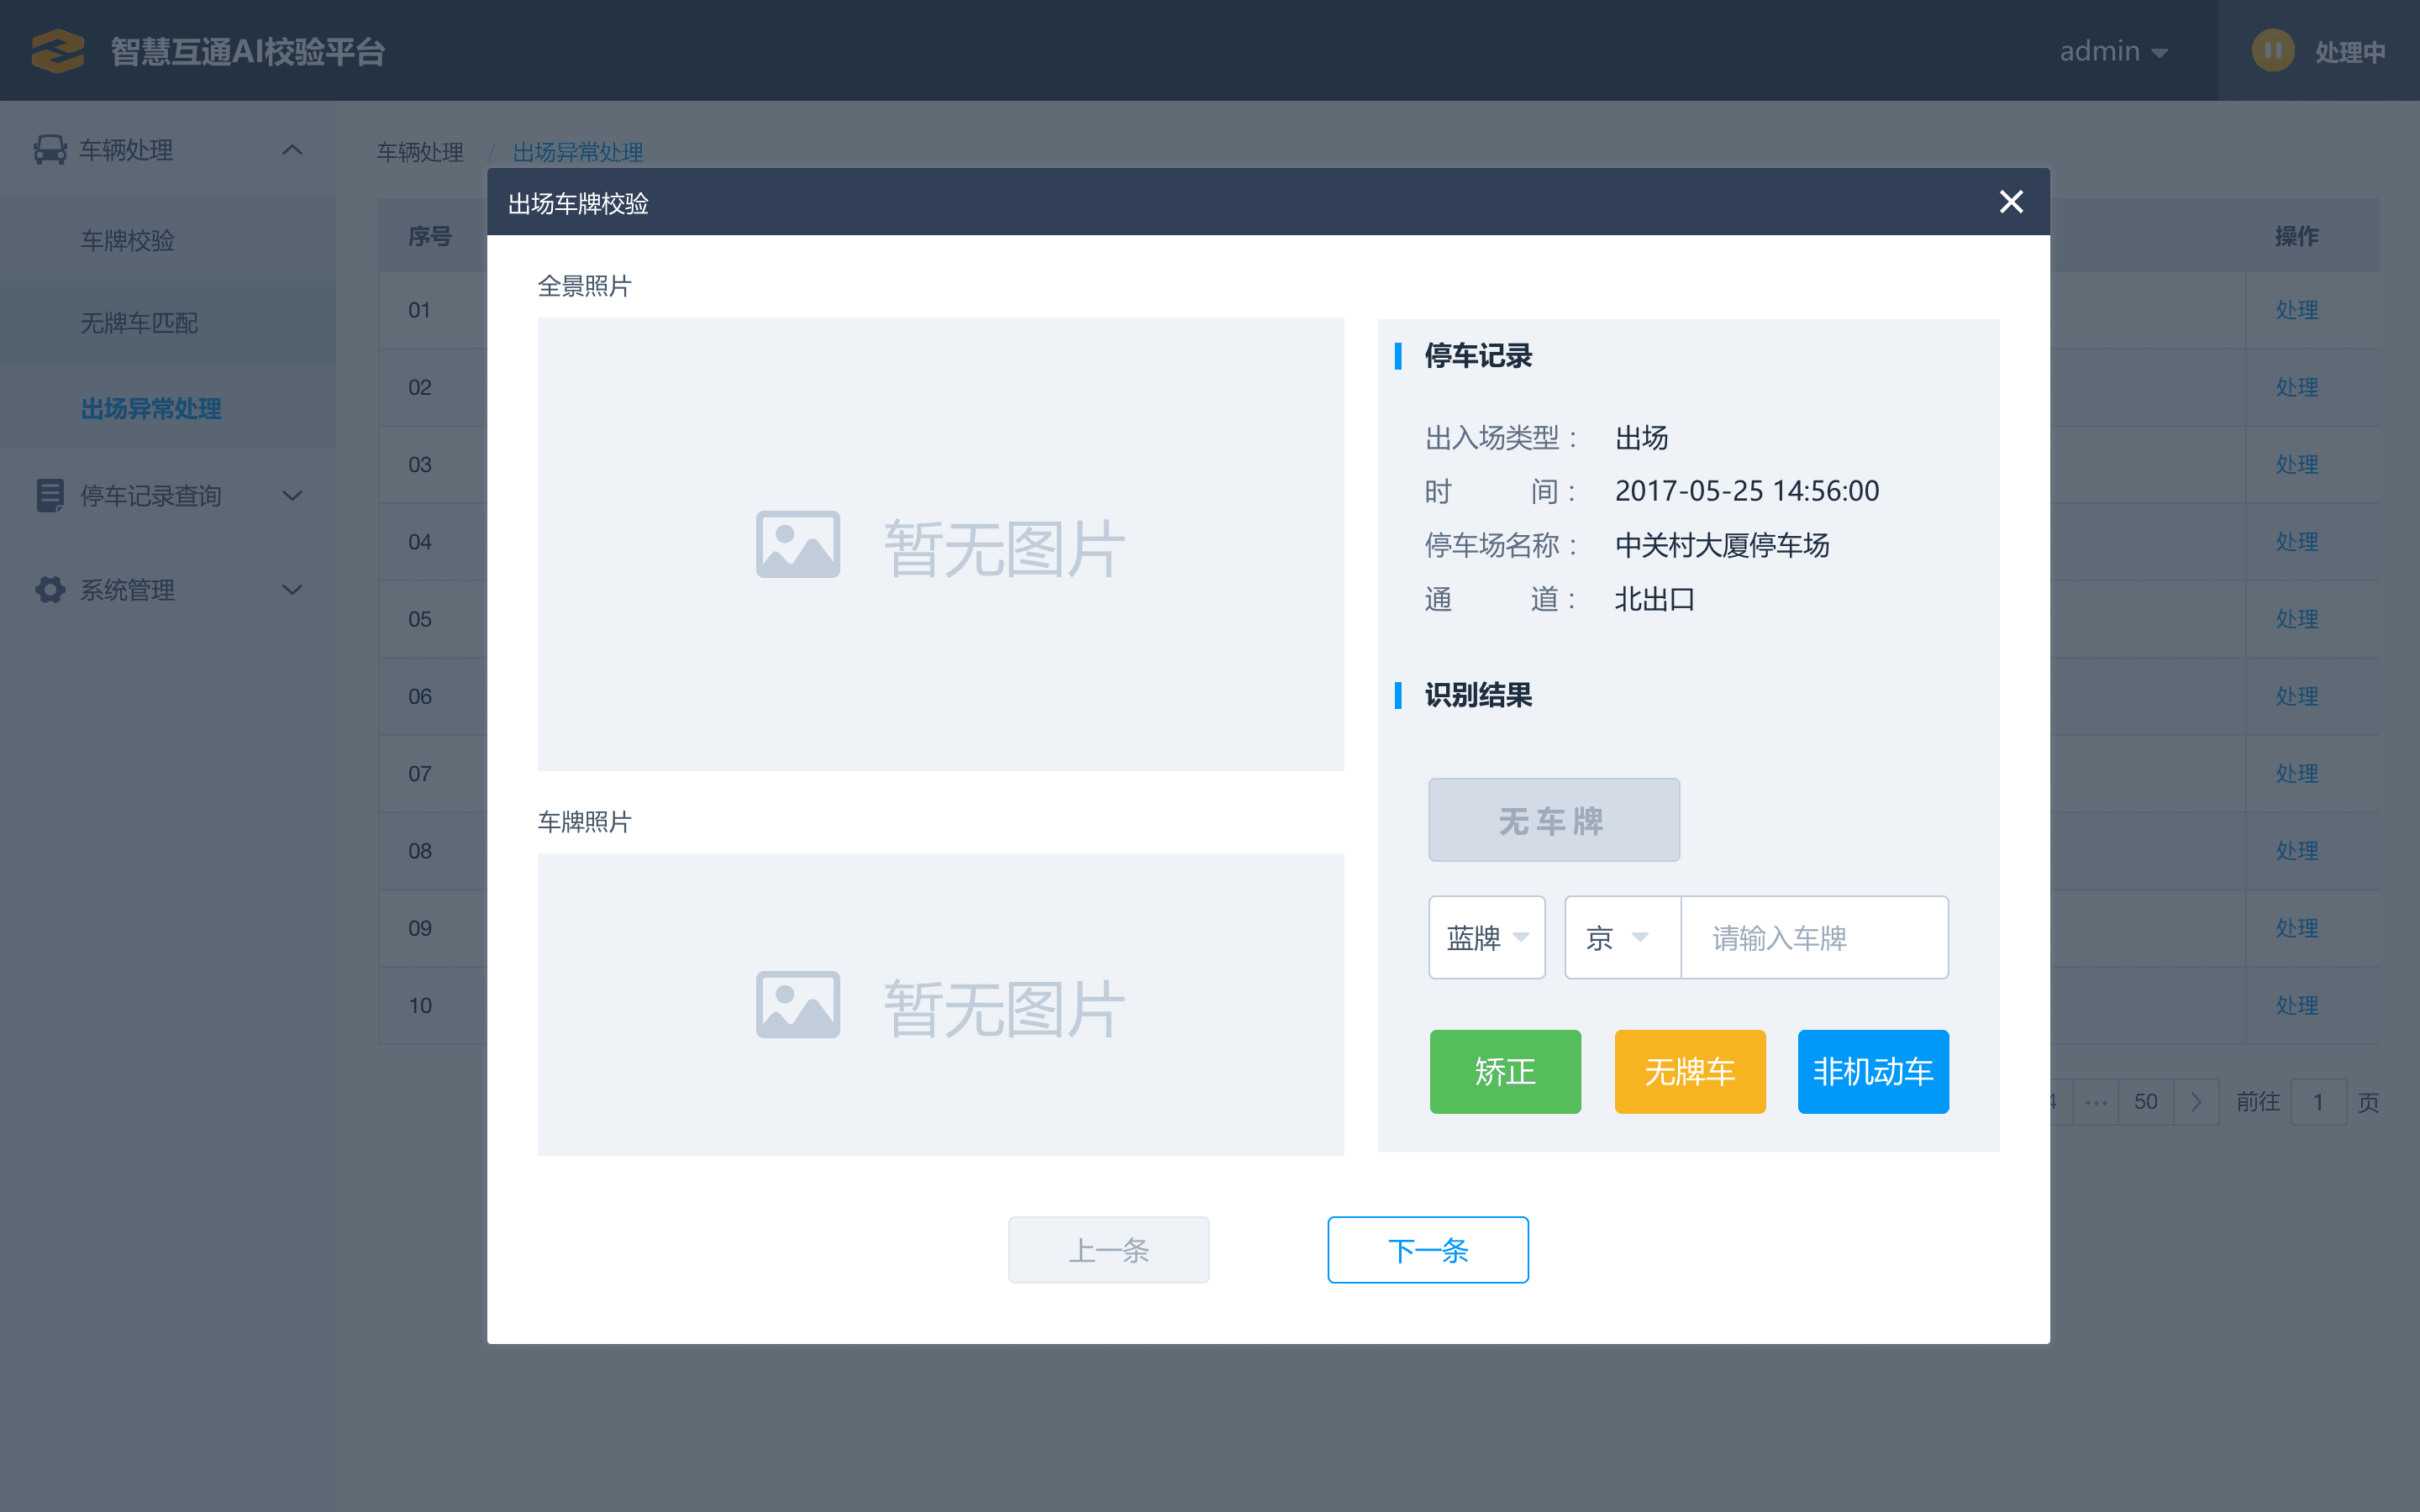 智慧互通AI校验平台
admin
处理中
车辆处理
车牌校验
无牌车匹配
出场异常处理
停车记录查询
系统管理
车辆处理 / 出场异常处理
序号 操作
01 处理
02 处理
03 处理
04 处理
05 处理
06 处理
07 处理
08 处理
09 处理
10 处理
4 ··· 50 > 前往 1 页
出场车牌校验
全景照片
暂无图片
车牌照片
暂无图片
停车记录
出入场类型： 出场
时间： 2017-05-25 14:56:00
停车场名称： 中关村大厦停车场
通道： 北出口
识别结果
无车牌
蓝牌 京 请输入车牌
矫正 无牌车 非机动车
上一条 下一条